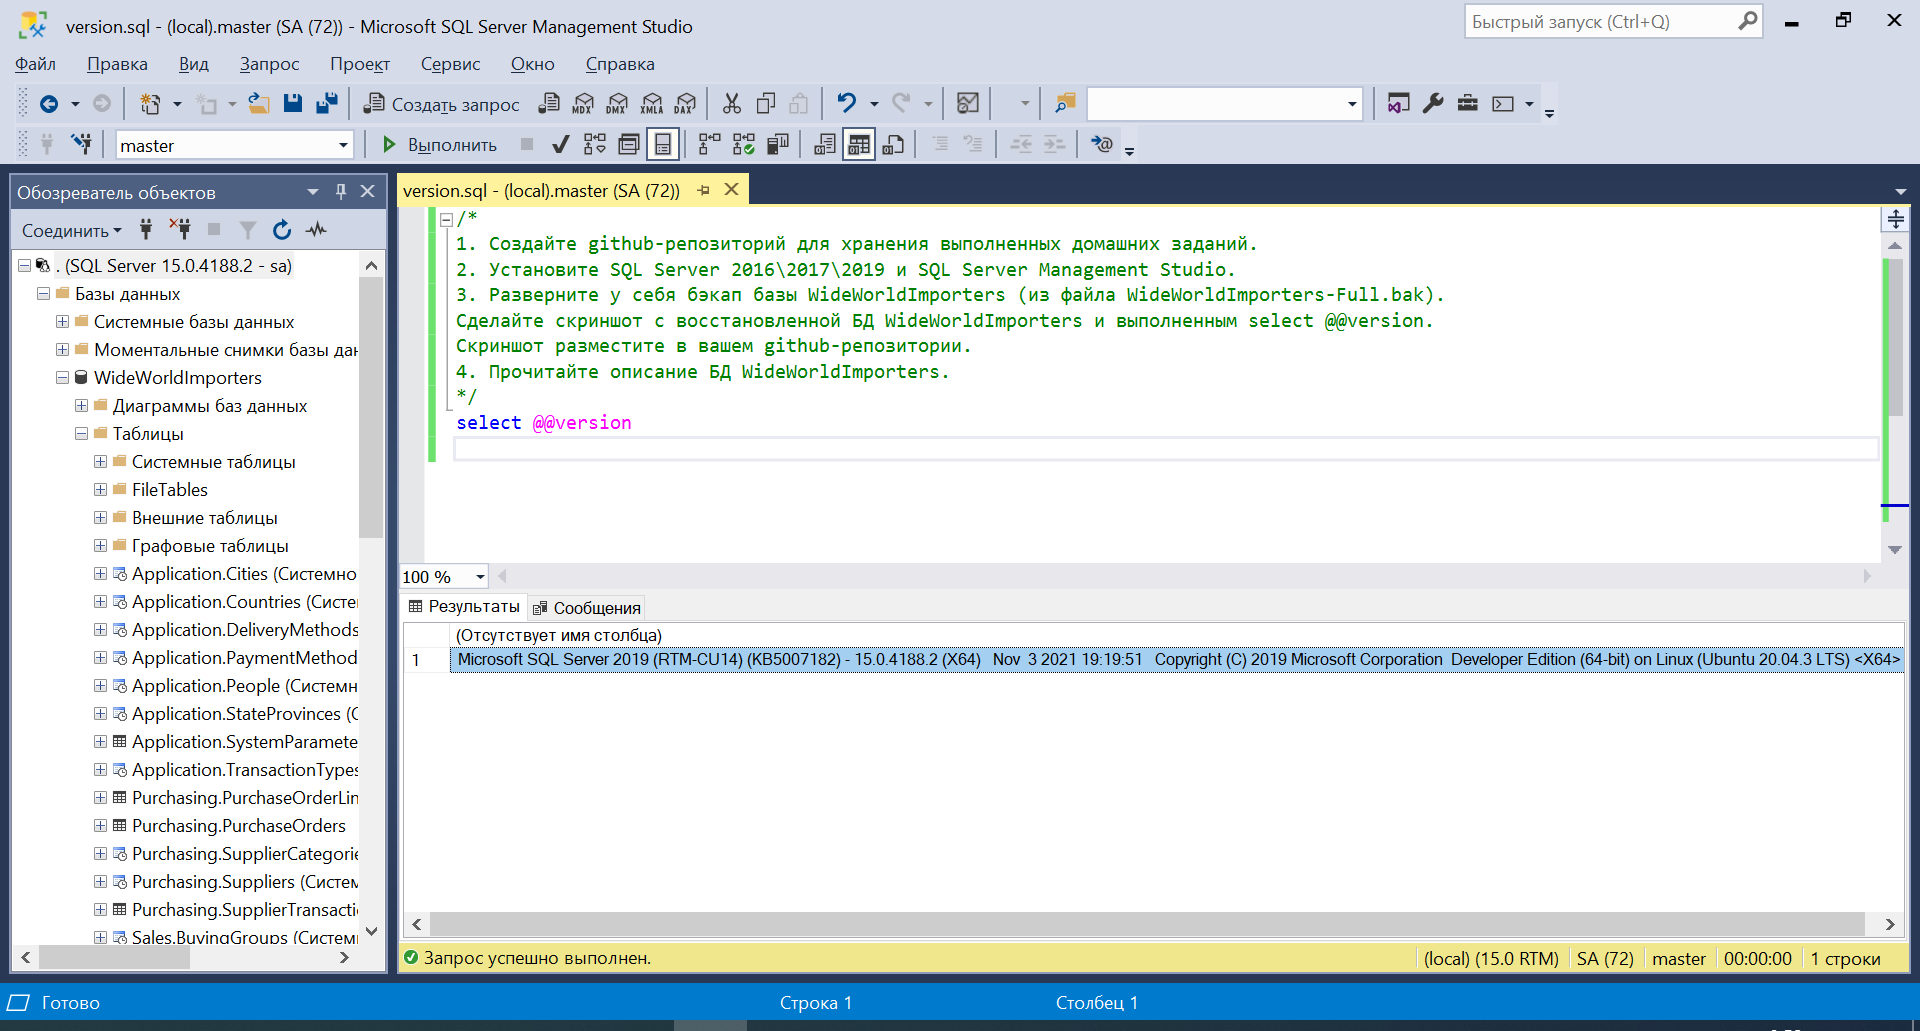 version.sql - (local).master (SA (72)) - Microsoft SQL Server Management Studio
Быстрый запуск (Ctrl+Q)
Файл Правка Вид Запрос Проект Сервис Окно Справка
Создать запрос MDX DMX XMLA DAX
master Выполнить
Обозреватель объектов
Соединить
. (SQL Server 15.0.4188.2 - sa)
Базы данных
Системные базы данных
Моментальные снимки базы дан
WideWorldImporters
Диаграммы баз данных
Таблицы
Системные таблицы
FileTables
Внешние таблицы
Графовые таблицы
Application.Cities (Системно
Application.Countries (Систе
Application.DeliveryMethods
Application.PaymentMethod
Application.People (Системн
Application.StateProvinces (С
Application.SystemParamete
Application.TransactionTypes
Purchasing.PurchaseOrderLin
Purchasing.PurchaseOrders
Purchasing.SupplierCategorie
Purchasing.Suppliers (Систем
Purchasing.SupplierTransacti
Sales.BuyingGroups (Систем
version.sql - (local).master (SA (72))
/*
1. Создайте github-репозиторий для хранения выполненных домашних заданий.
2. Установите SQL Server 2016\2017\2019 и SQL Server Management Studio.
3. Разверните у себя бэкап базы WideWorldImporters (из файла WideWorldImporters-Full.bak).
Сделайте скриншот с восстановленной БД WideWorldImporters и выполненным select @@version.
Скриншот разместите в вашем github-репозитории.
4. Прочитайте описание БД WideWorldImporters.
*/
select @@version
100 %
Результаты Сообщения
(Отсутствует имя столбца)
1 Microsoft SQL Server 2019 (RTM-CU14) (KB5007182) - 15.0.4188.2 (X64) Nov 3 2021 19:19:51 Copyright (C) 2019 Microsoft Corporation Developer Edition (64-bit) on Linux (Ubuntu 20.04.3 LTS) <X64>
Запрос успешно выполнен. (local) (15.0 RTM) SA (72) master 00:00:00 1 строки
Готово Строка 1 Столбец 1